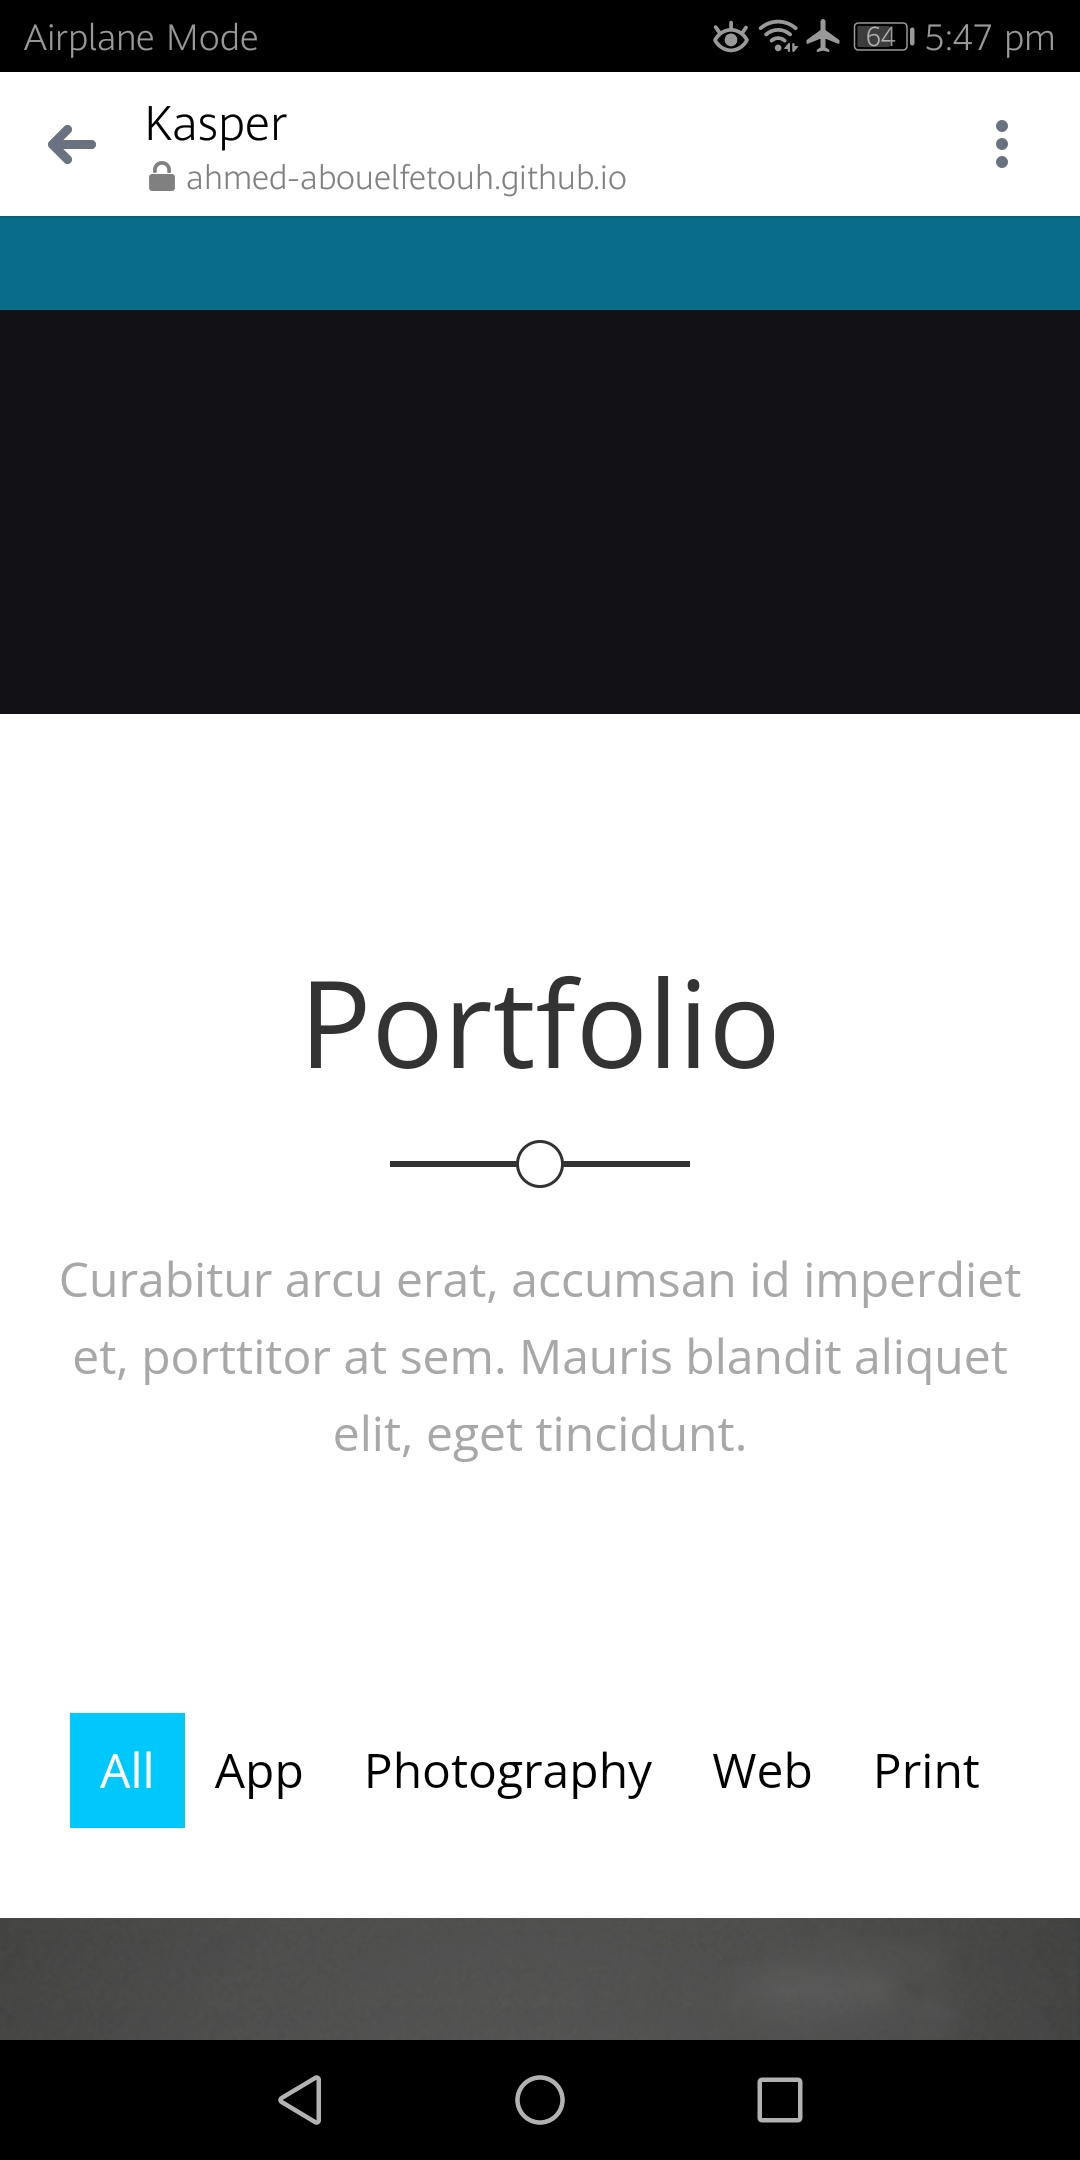 Airplane Mode 64 5:47 pm
Kasper
ahmed-abouelfetouh.github.io
Portfolio
Curabitur arcu erat, accumsan id imperdiet
et, porttitor at sem. Mauris blandit aliquet
elit, eget tincidunt.
All App Photography Web Print